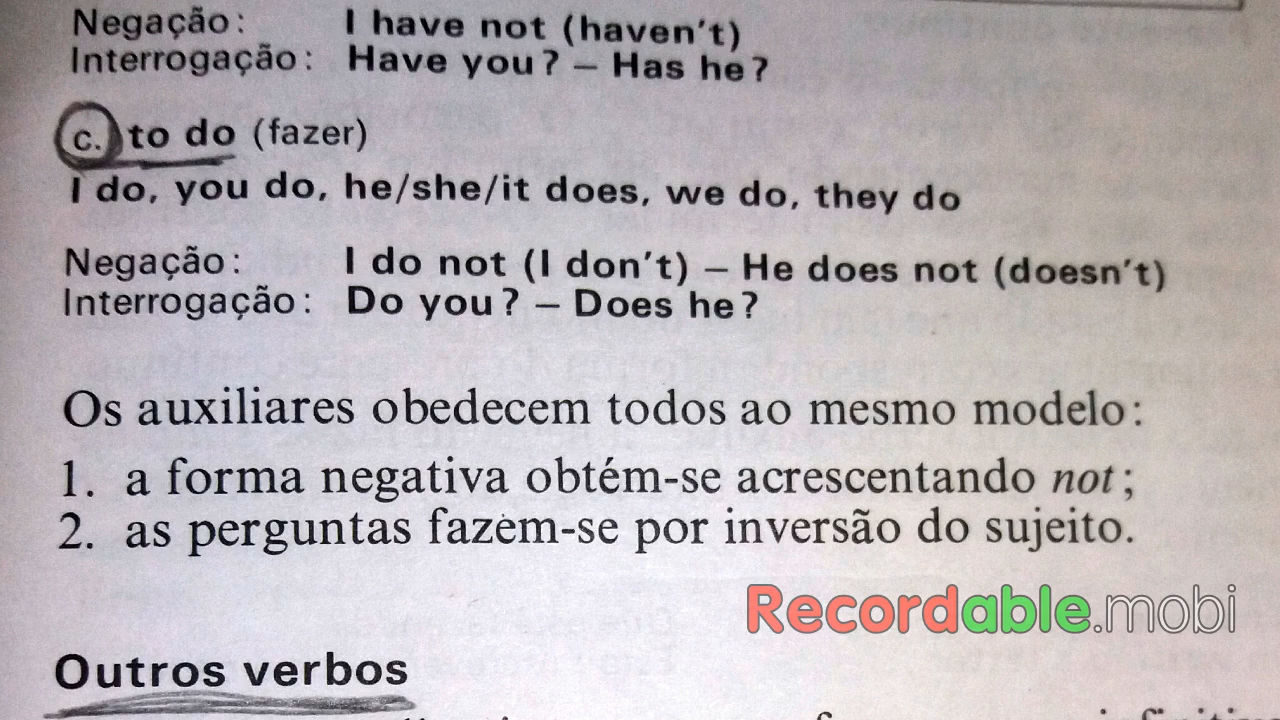 Negação: I have not (haven't)
Interrogação: Have you? – Has he?
c. to do (fazer)
I do, you do, he/she/it does, we do, they do
Negação: I do not (I don't) – He does not (doesn't)
Interrogação: Do you? – Does he?
Os auxiliares obedecem todos ao mesmo modelo:
1. a forma negativa obtém-se acrescentando not;
2. as perguntas fazem-se por inversão do sujeito.
Recordable.mobi
Outros verbos